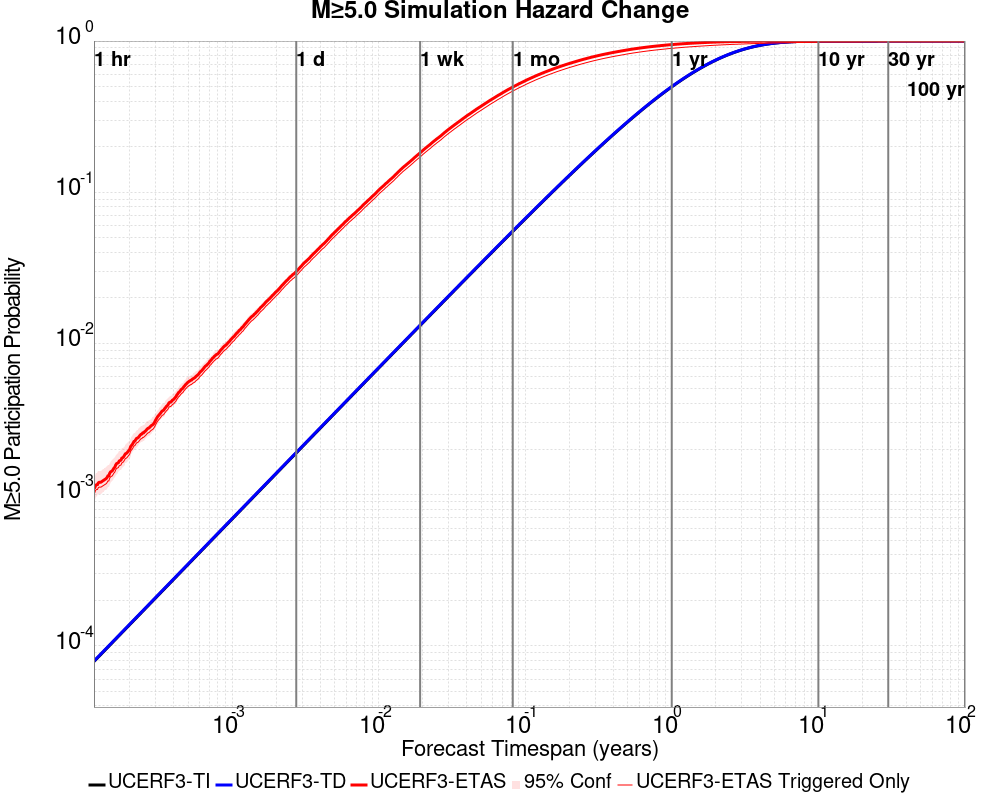 M≥5.0 Simulation Hazard Change
10^0
10^-1
10^-2
10^-3
10^-4
M≥5.0 Participation Probability
1 hr
1 d
1 wk
1 mo
1 yr
10 yr
30 yr
100 yr
10^-3
10^-2
10^-1
10^0
10^1
10^2
Forecast Timespan (years)
UCERF3-TI UCERF3-TD UCERF3-ETAS 95% Conf UCERF3-ETAS Triggered Only